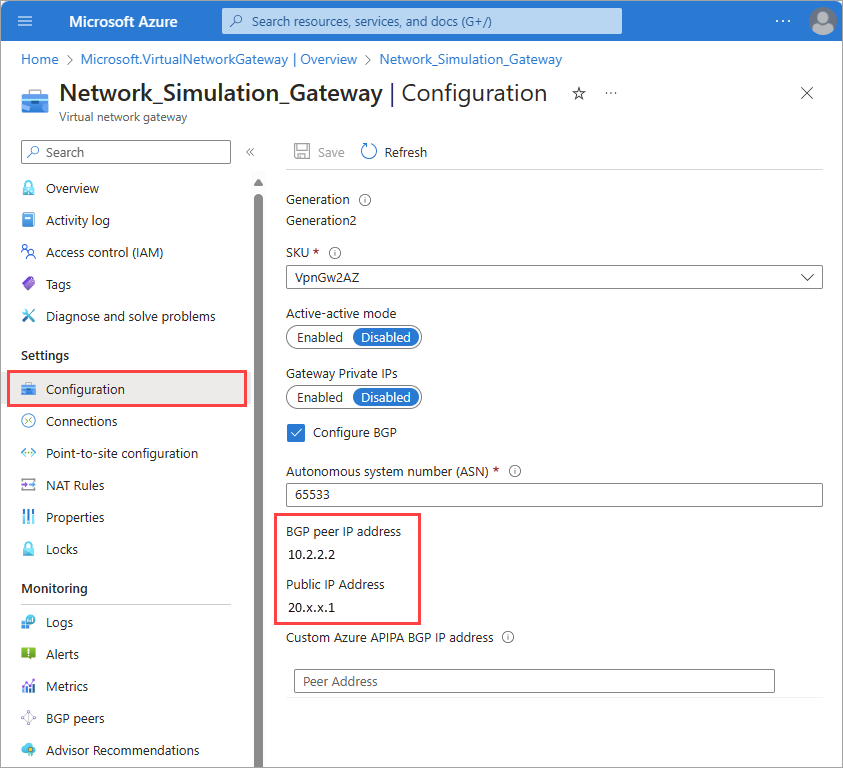 Microsoft Azure
Search resources, services, and docs (G+/)
Home > Microsoft.VirtualNetworkGateway | Overview > Network_Simulation_Gateway
Network_Simulation_Gateway | Configuration
Virtual network gateway
Search
Overview
Activity log
Access control (IAM)
Tags
Diagnose and solve problems
Settings
Configuration
Connections
Point-to-site configuration
NAT Rules
Properties
Locks
Monitoring
Logs
Alerts
Metrics
BGP peers
Advisor Recommendations
Save Refresh
Generation
Generation2
SKU *
VpnGw2AZ
Active-active mode
Enabled Disabled
Gateway Private IPs
Enabled Disabled
Configure BGP
Autonomous system number (ASN) *
65533
BGP peer IP address
10.2.2.2
Public IP Address
20.x.x.1
Custom Azure APIPA BGP IP address
Peer Address